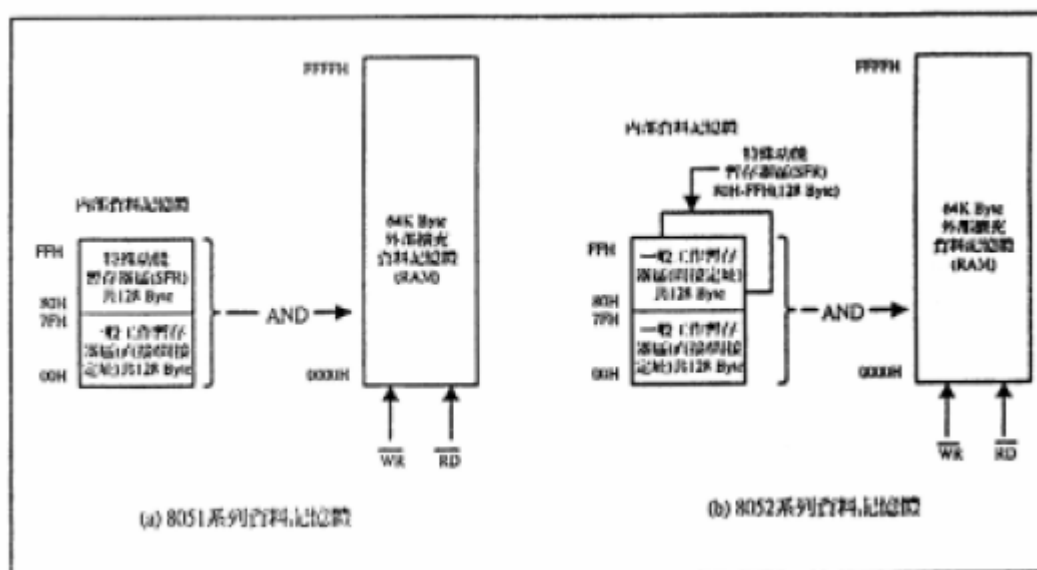 FFFFH
內部資料記憶體
FFH
80H
7FH
00H
特殊功能
暫存器區(SFR)
共128 Byte
一般工作暫存
器區(直接/間接
定址)共128 Byte
AND
64K Byte
外部擴充
資料記憶體
(RAM)
0000H
WR
RD
(a) 8051系列資料記憶體
FFFFH
內部資料記憶體
特殊功能
暫存器區(SFR)
80H-FFH(128 Byte)
FFH
80H
7FH
00H
一般工作暫存
器區(間接定址)
共128 Byte
一般工作暫存
器區(直接/間接
定址)共128 Byte
AND
64K Byte
外部擴充
資料記憶體
(RAM)
0000H
WR
RD
(b) 8052系列資料記憶體